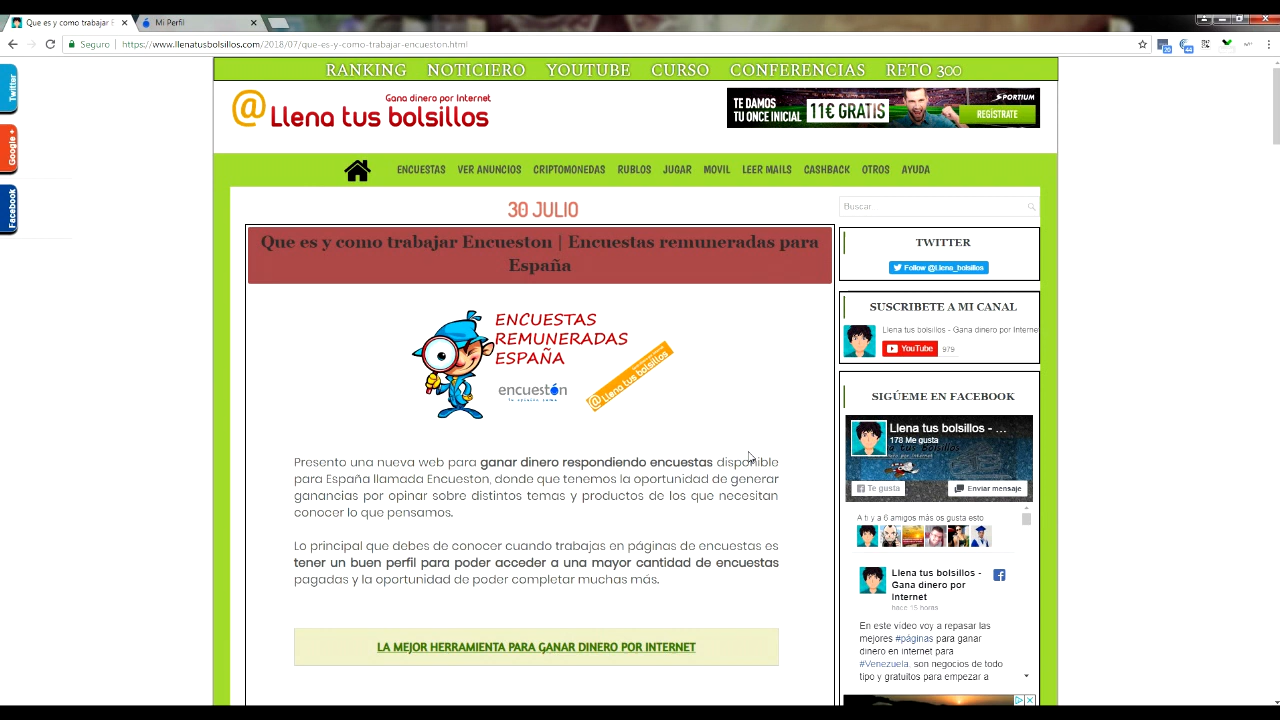 Que es y como trabajar E
Mi Perfil
Seguro
https://www.llenatusbolsillos.com/2018/07/que-es-y-como-trabajar-encueston.html
Twitter
Google +
Facebook
RANKING NOTICIERO YOUTUBE CURSO CONFERENCIAS RETO 300
Gana dinero por Internet
@Llena tus bolsillos
TE DAMOS
TU ONCE INICIAL
11€ GRATIS
SPORTIUM
REGÍSTRATE
ENCUESTAS VER ANUNCIOS CRIPTOMONEDAS RUBLOS JUGAR MOVIL LEER MAILS CASHBACK OTROS AYUDA
30 JULIO
Que es y como trabajar Encueston | Encuestas remuneradas para
España
ENCUESTAS
REMUNERADAS
ESPAÑA
encuestón
tu opinión suma
@Llena tus bolsillos
Presento una nueva web para ganar dinero respondiendo encuestas disponible
para España llamada Encueston, donde que tenemos la oportunidad de generar
ganancias por opinar sobre distintos temas y productos de los que necesitan
conocer lo que pensamos.
Lo principal que debes de conocer cuando trabajas en páginas de encuestas es
tener un buen perfil para poder acceder a una mayor cantidad de encuestas
pagadas y la oportunidad de poder completar muchas más.
LA MEJOR HERRAMIENTA PARA GANAR DINERO POR INTERNET
Buscar
TWITTER
Follow @Llena_bolsillos
SUSCRIBETE A MI CANAL
Llena tus bolsillos - Gana dinero por Interne
YouTube 979
SIGÚEME EN FACEBOOK
Llena tus bolsillos - ...
178 Me gusta
Te gusta
Enviar mensaje
A ti y a 6 amigos más os gusta esto
Llena tus bolsillos -
Gana dinero por
Internet
hace 15 horas
En este video voy a repasar las
mejores #páginas para ganar
dinero en internet para
#Venezuela, son negocios de todo
tipo y gratuitos para empezar a